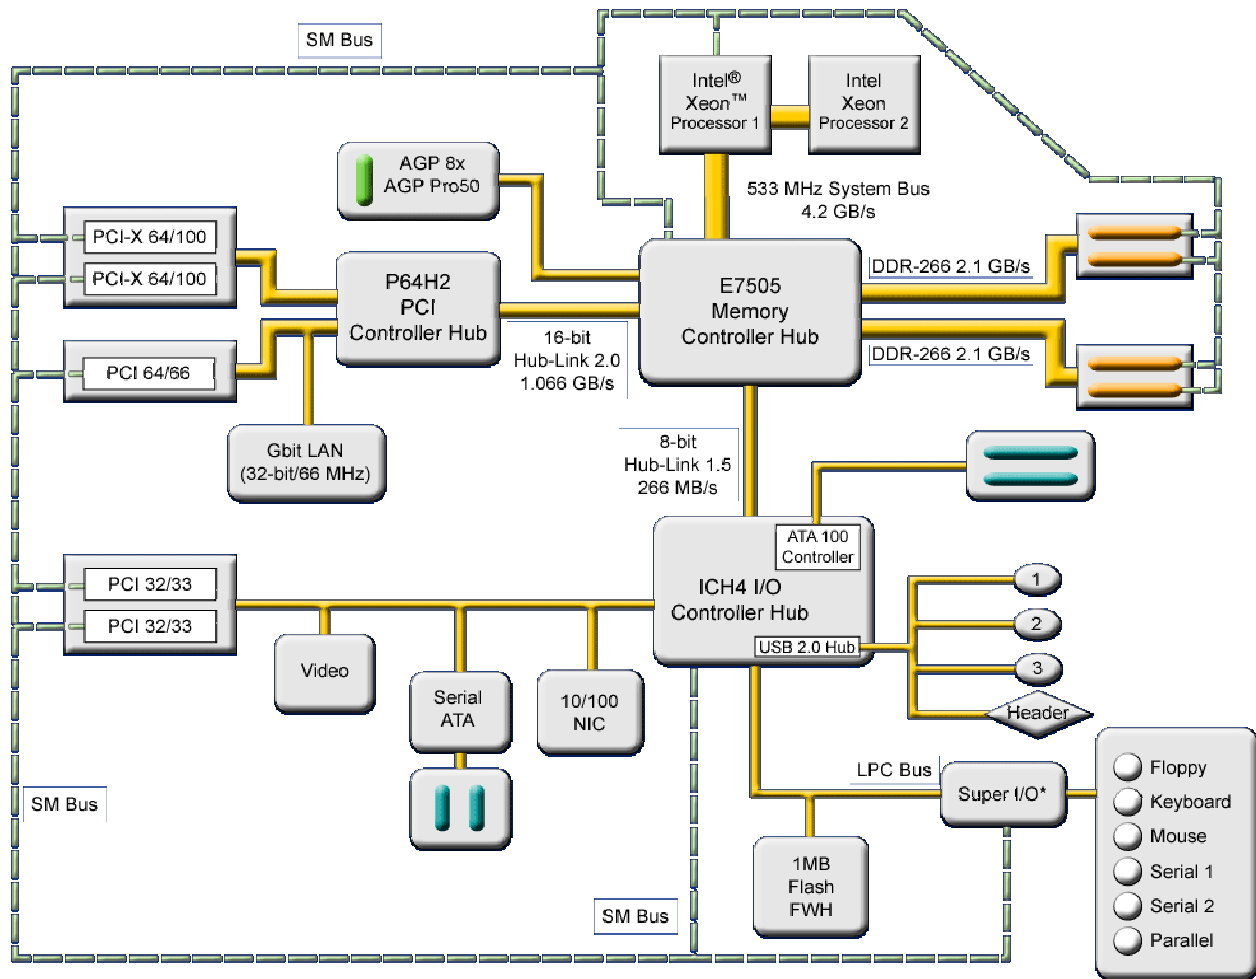 SM Bus
Intel®
Xeon™
Processor 1
Intel
Xeon
Processor 2
AGP 8x
AGP Pro50
533 MHz System Bus
4.2 GB/s
PCI-X 64/100
PCI-X 64/100
P64H2
PCI
Controller Hub
E7505
Memory
Controller Hub
DDR-266 2.1 GB/s
DDR-266 2.1 GB/s
16-bit
Hub-Link 2.0
1.066 GB/s
PCI 64/66
Gbit LAN
(32-bit/66 MHz)
8-bit
Hub-Link 1.5
266 MB/s
ATA 100
Controller
ICH4 I/O
Controller Hub
USB 2.0 Hub
1
2
3
Header
PCI 32/33
PCI 32/33
Video
Serial
ATA
10/100
NIC
LPC Bus
Super I/O*
Floppy
Keyboard
Mouse
Serial 1
Serial 2
Parallel
SM Bus
1MB
Flash
FWH
SM Bus